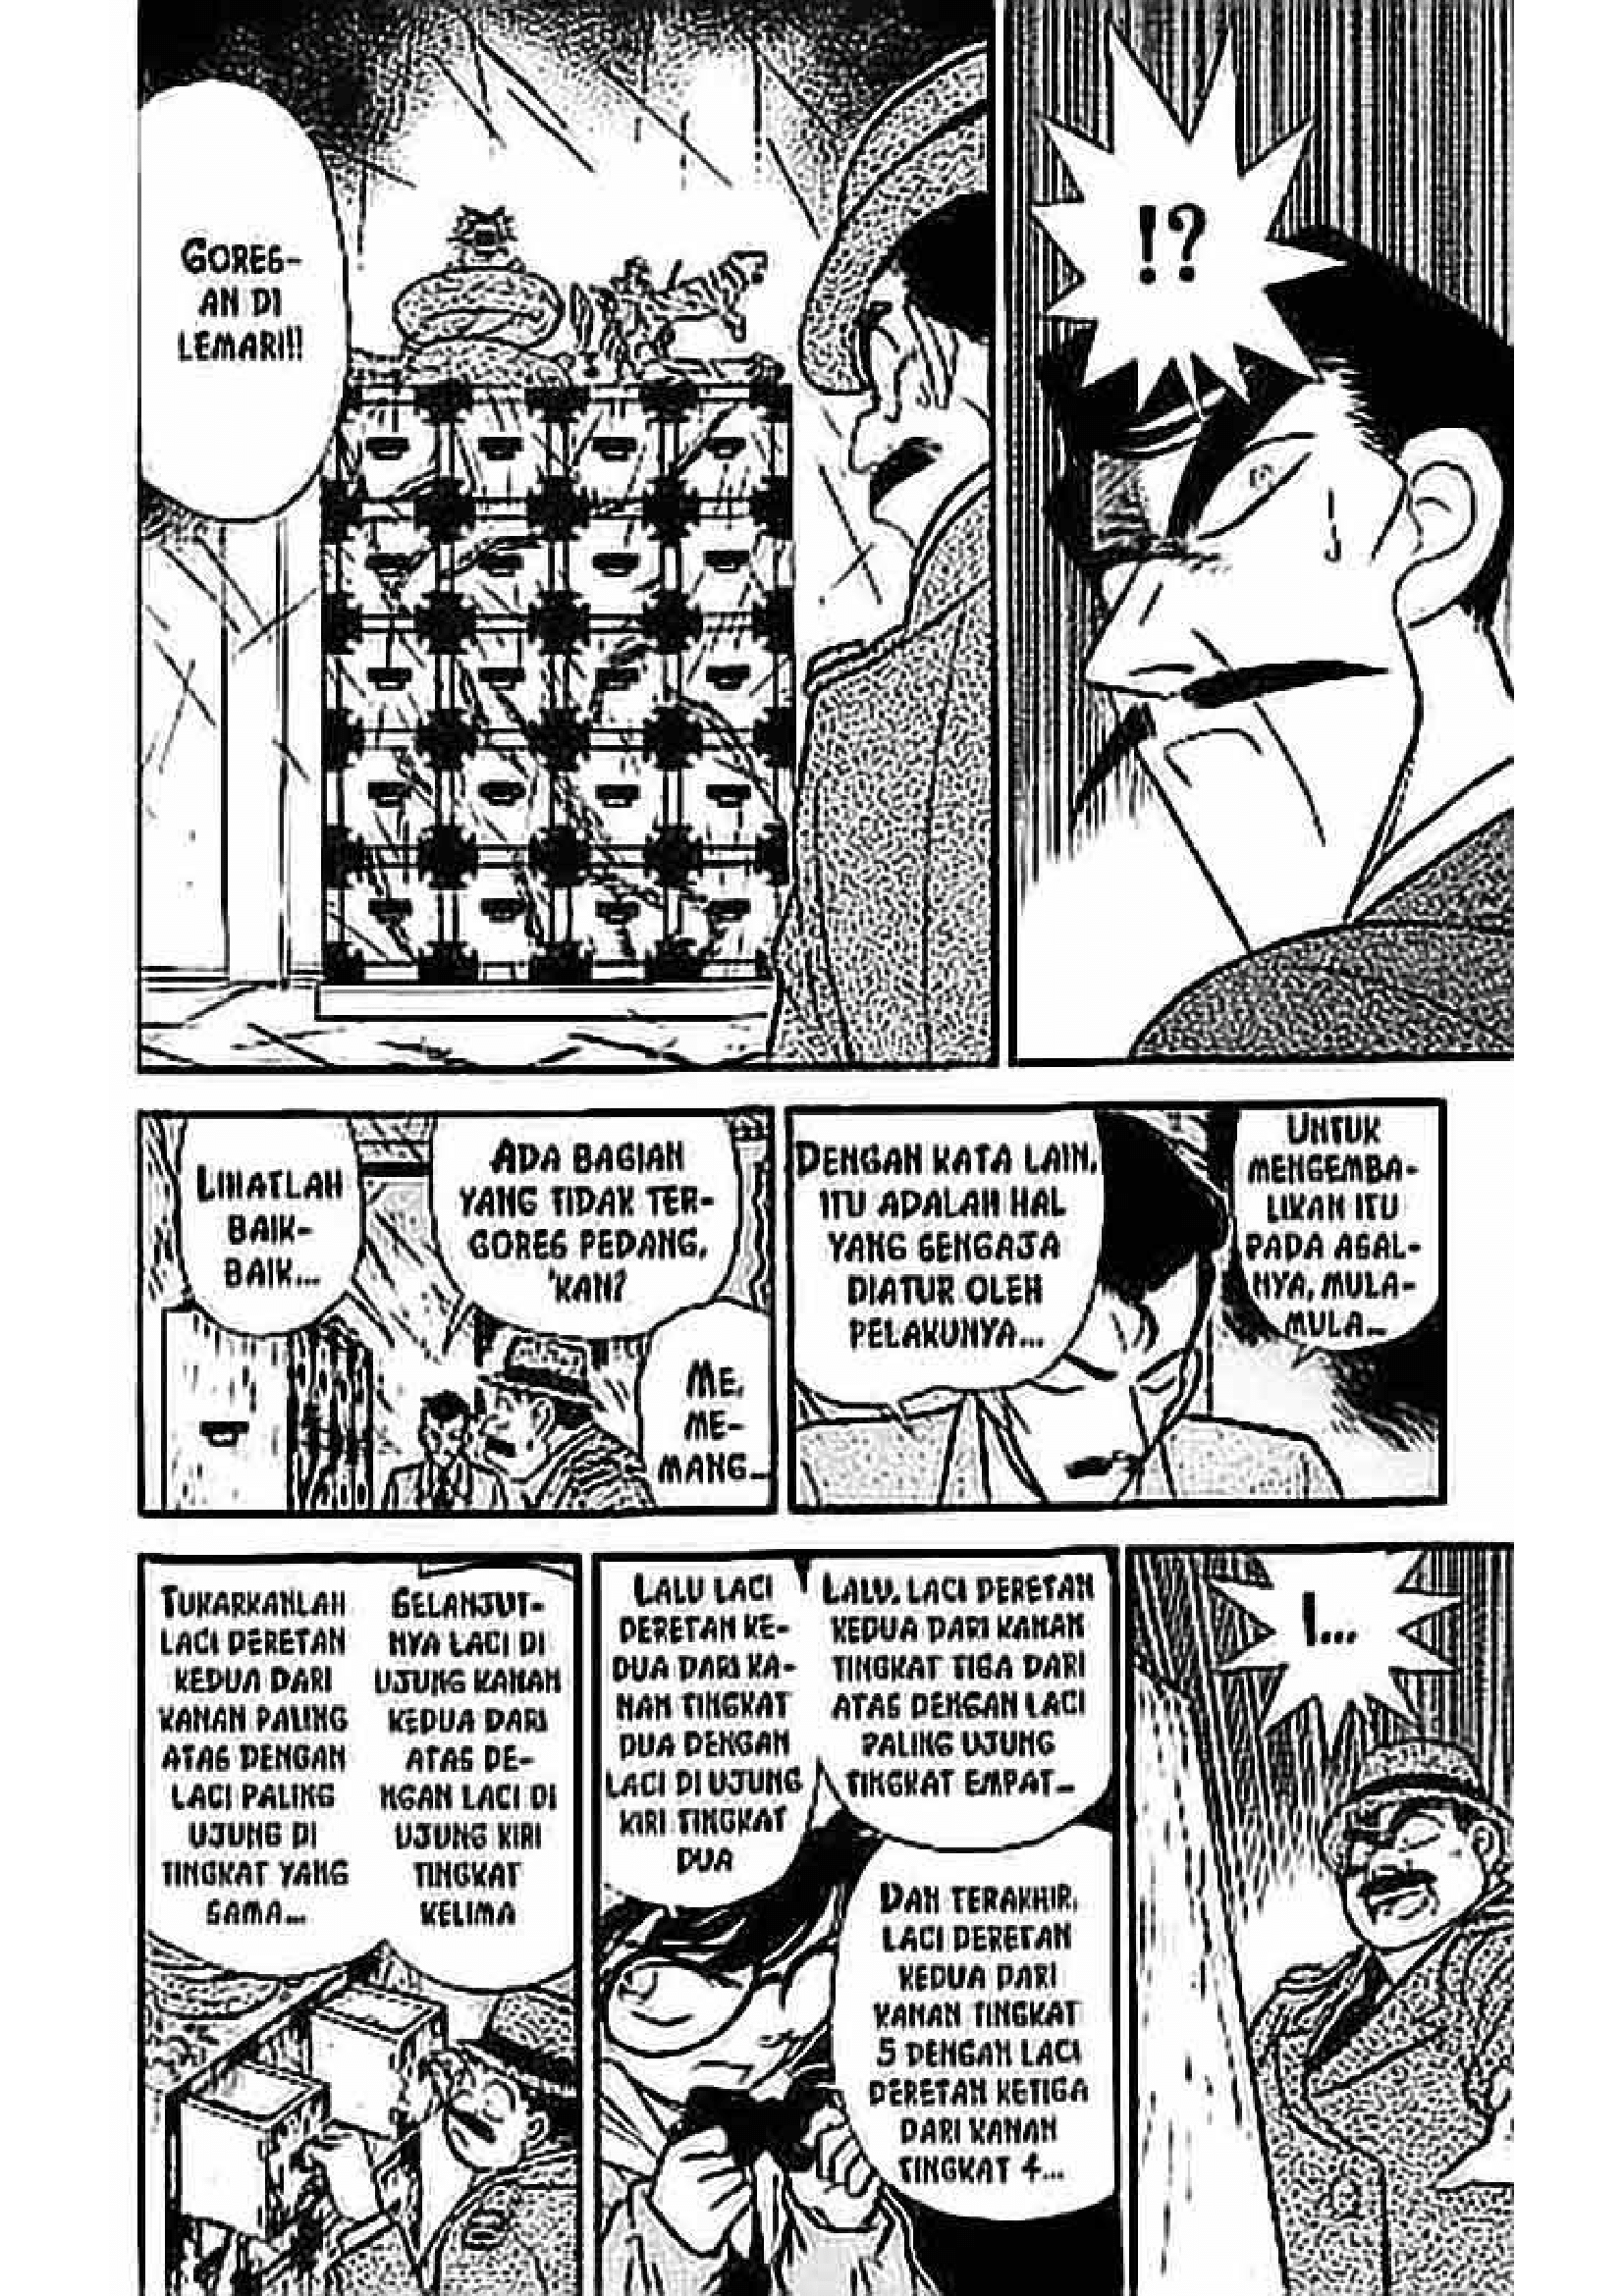 GORES-
AN DI
LEMARI!!
!?
LIHATLAH
BAIK-
BAIK...
ADA BAGIAN
YANG TIDAK TER-
GORES PEDANG,
'KAN?
ME,
ME-
MANG...
DENGAN KATA LAIN,
ITU ADALAH HAL
YANG SENGAJA
DIATUR OLEH
PELAKUNYA...
UNTUK
MENGEMBA-
LIKAN ITU
PADA ASAL-
NYA, MULA-
MULA...
TUKARKANLAH
LACI DERETAN
KEDUA DARI
KANAN PALING
ATAS DENGAN
LACI PALING
UJUNG DI
TINGKAT YANG
SAMA...
SELANJUT-
NYA LACI DI
UJUNG KANAN
KEDUA DARI
ATAS DE-
NGAN LACI DI
UJUNG KIRI
TINGKAT
KELIMA
LALU LACI
DERETAN KE-
DUA DARI KA-
NAN TINGKAT
DUA DENGAN
LACI DI UJUNG
KIRI TINGKAT
DUA
LALU, LACI DERETAN
KEDUA DARI KANAN
TINGKAT TIGA DARI
ATAS DENGAN LACI
PALING UJUNG
TINGKAT EMPAT...
DAN TERAKHIR,
LACI DERETAN
KEDUA DARI
KANAN TINGKAT
5 DENGAN LACI
DERETAN KETIGA
DARI KANAN
TINGKAT 4...
I...